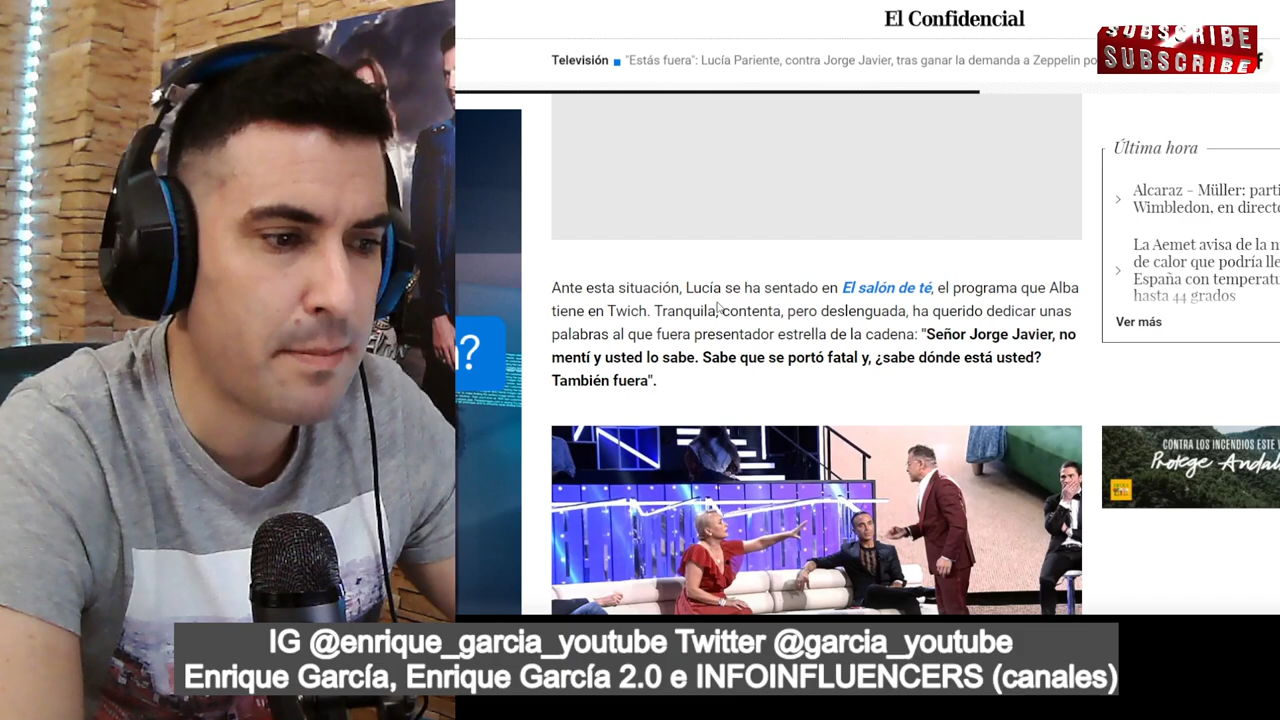 El Confidencial
SUBSCRIBE
SUBSCRIBE
Televisión "Estás fuera": Lucía Pariente, contra Jorge Javier, tras ganar la demanda a Zeppelin po
Última hora
Alcaraz - Müller: parti
Wimbledon, en directo
La Aemet avisa de la n
de calor que podría lle
España con temperatu
hasta 44 grados
Ver más
Ante esta situación, Lucía se ha sentado en El salón de té, el programa que Alba
tiene en Twich. Tranquila, contenta, pero deslenguada, ha querido dedicar unas
palabras al que fuera presentador estrella de la cadena: "Señor Jorge Javier, no
mentí y usted lo sabe. Sabe que se portó fatal y, ¿sabe dónde está usted?
También fuera".
a?
CONTRA LOS INCENDIOS ESTE V
Protege Andal
IG @enrique_garcia_youtube Twitter @garcia_youtube
Enrique García, Enrique García 2.0 e INFOINFLUENCERS (canales)